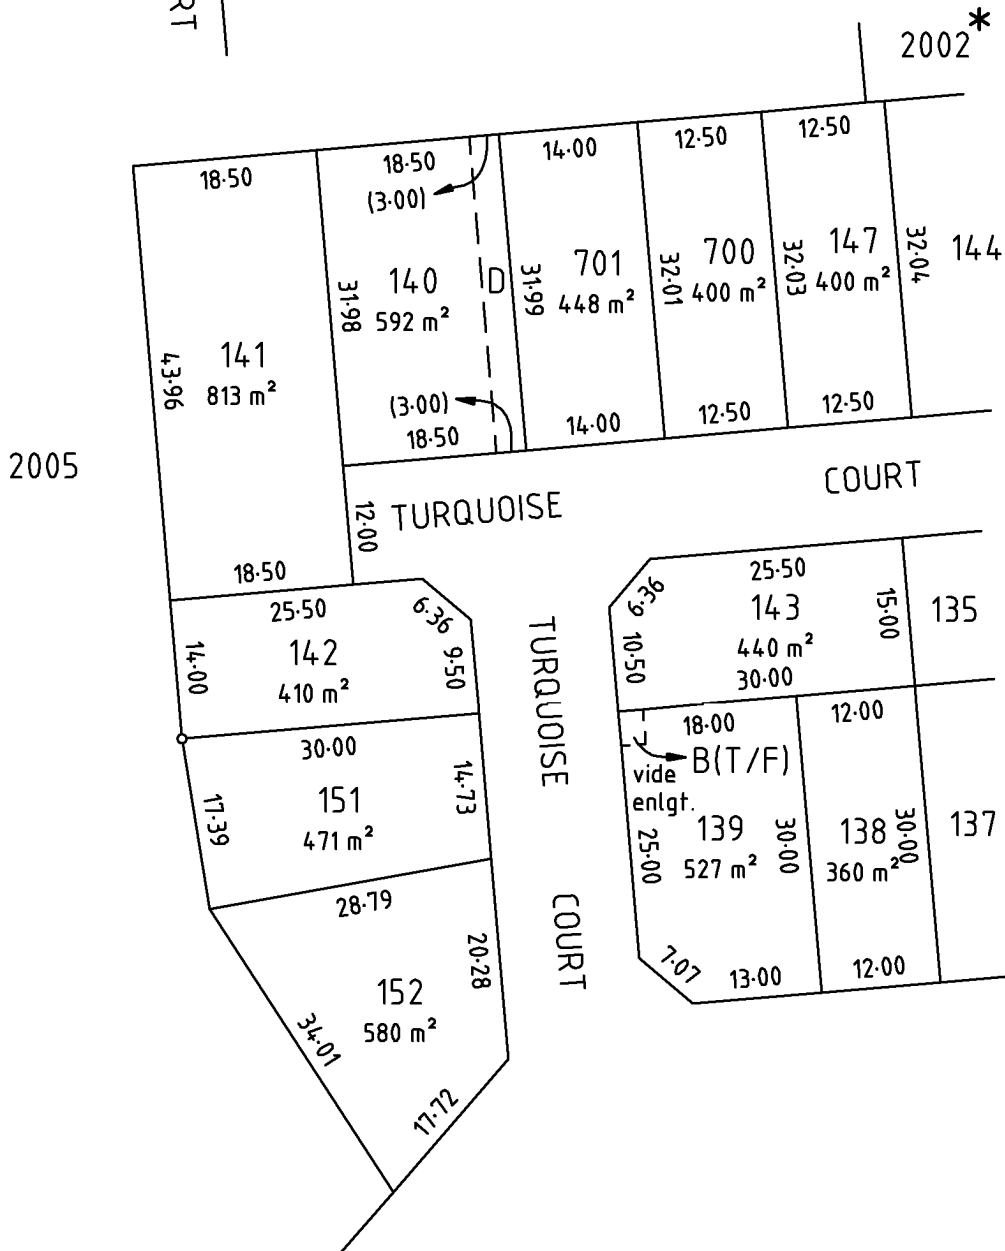 RT
2002*
18·50
18·50
14·00
12·50
12·50
(3·00)
141
813 m²
43·96
31·98
140
592 m²
D
31·99
701
448 m²
32·01
700
400 m²
32·03
147
400 m²
32·04
144
(3·00)
18·50
14·00
12·50
12·50
2005
12·00
TURQUOISE
COURT
18·50
25·50
6·36
14·00
142
410 m²
9·50
TURQUOISE
COURT
6·36
25·50
10·50
143
440 m²
15·00
30·00
135
30·00
17·39
151
471 m²
14·73
18·00
12·00
B(T/F)
vide
enlgt.
25·00
139
527 m²
30·00
138
360 m²
30·00
137
28·79
20·28
152
580 m²
34·01
17·72
7·07
13·00
12·00